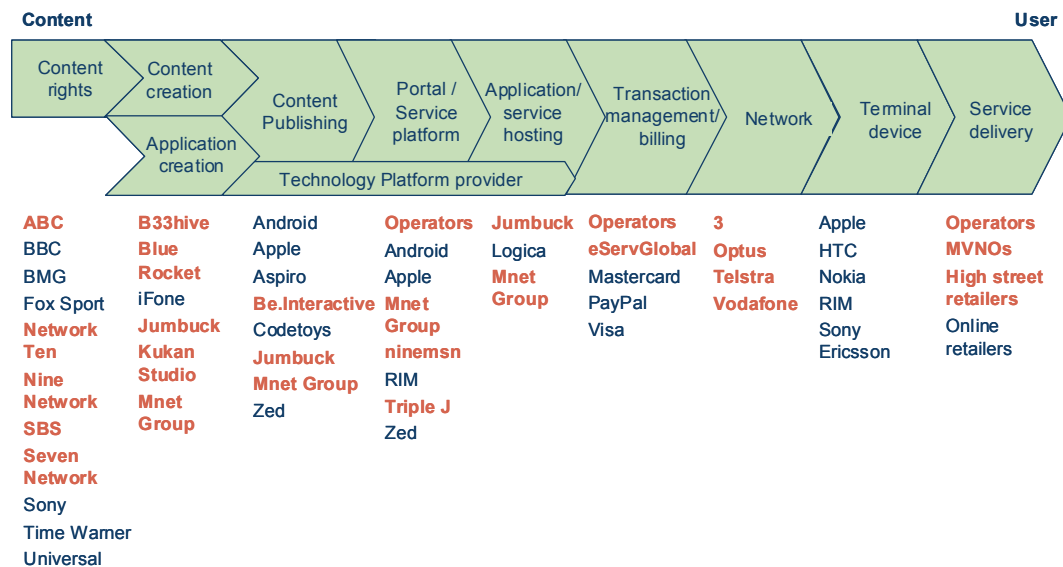 Content
User
Content
rights
Content
creation
Application
creation
Content
Publishing
Portal /
Service
platform
Application/
service
hosting
Technology Platform provider
Transaction
management/
billing
Network
Terminal
device
Service
delivery
ABC
BBC
BMG
Fox Sport
Network
Ten
Nine
Network
SBS
Seven
Network
Sony
Time Warner
Universal
B33hive
Blue
Rocket
iFone
Jumbuck
Kukan
Studio
Mnet
Group
Android
Apple
Aspiro
Be.Interactive
Codetoys
Jumbuck
Mnet Group
Zed
Operators
Android
Apple
Mnet
Group
ninemsn
RIM
Triple J
Zed
Jumbuck
Logica
Mnet
Group
Operators
eServGlobal
Mastercard
PayPal
Visa
3
Optus
Telstra
Vodafone
Apple
HTC
Nokia
RIM
Sony
Ericsson
Operators
MVNOs
High street
retailers
Online
retailers